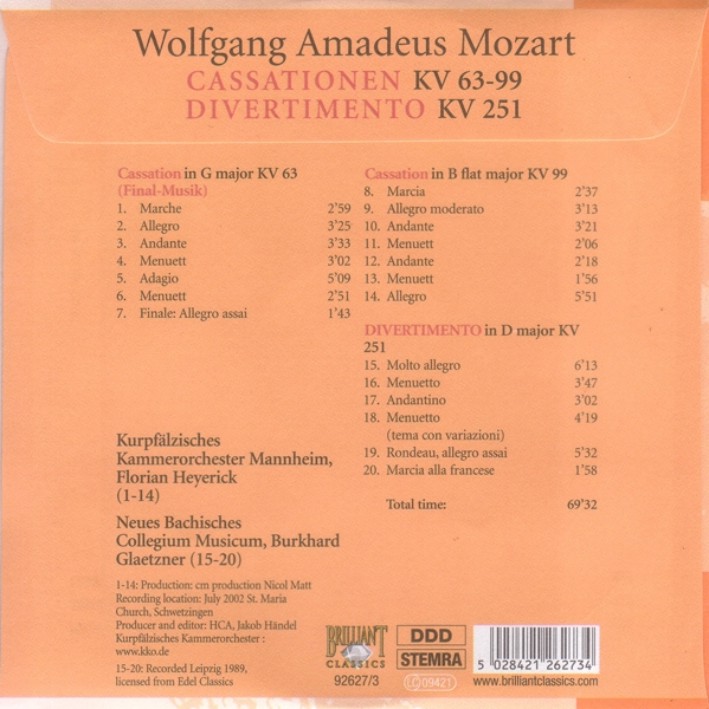 Wolfgang Amadeus Mozart
CASSATIONEN KV 63-99
DIVERTIMENTO KV 251
Cassation in G major KV 63
(Final-Musik)
1. Marche 2'59
2. Allegro 3'25
3. Andante 3'33
4. Menuett 3'02
5. Adagio 5'09
6. Menuett 2'51
7. Finale: Allegro assai 1'43
Cassation in B flat major KV 99
8. Marcia 2'37
9. Allegro moderato 3'13
10. Andante 3'21
11. Menuett 2'06
12. Andante 2'18
13. Menuett 1'56
14. Allegro 5'51
DIVERTIMENTO in D major KV
251
15. Molto allegro 6'13
16. Menuetto 3'47
17. Andantino 3'02
18. Menuetto 4'19
(tema con variazioni)
19. Rondeau, allegro assai 5'32
20. Marcia alla francese 1'58
Total time: 69'32
Kurpfälzisches
Kammerorchester Mannheim,
Florian Heyerick
(1-14)
Neues Bachisches
Collegium Musicum, Burkhard
Glaetzner (15-20)
1-14: Production: cm production Nicol Matt
Recording location: July 2002 St. Maria
Church, Schwetzingen
Producer and editor: HCA, Jakob Händel
Kurpfälzisches Kammerorchester :
www.kko.de
15-20: Recorded Leipzig 1989,
licensed from Edel Classics
BRILLIANT
CLASSICS
92627/3
DDD
STEMRA
LC 09421
5 028421 262734
www.brilliantclassics.com